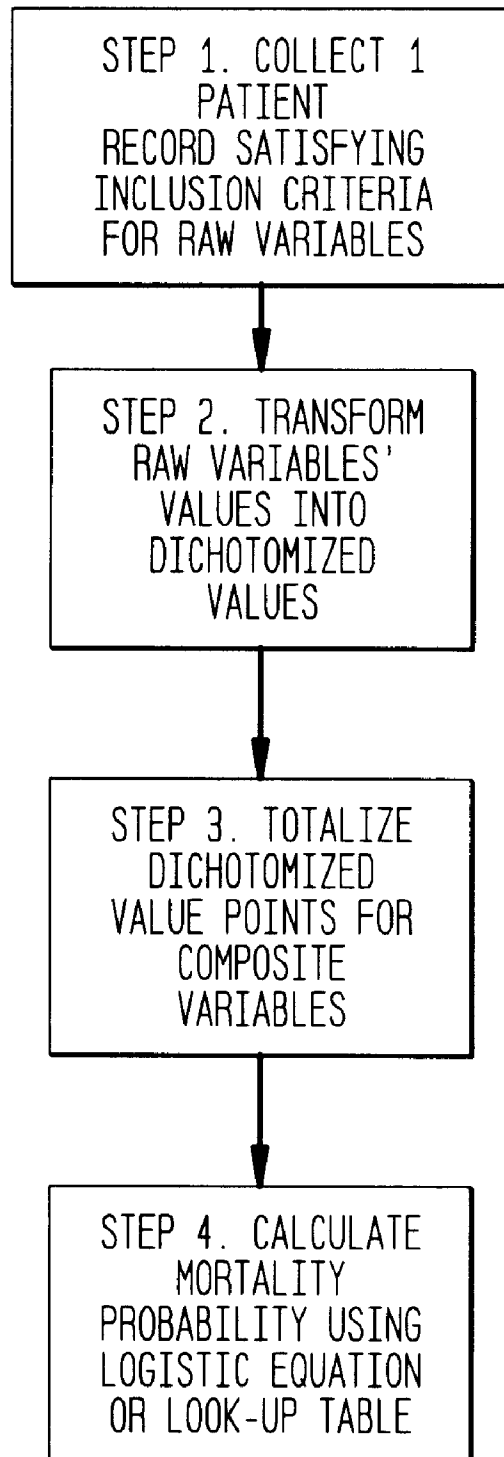 STEP 1. COLLECT 1
PATIENT
RECORD SATISFYING
INCLUSION CRITERIA
FOR RAW VARIABLES
STEP 2. TRANSFORM
RAW VARIABLES'
VALUES INTO
DICHOTOMIZED
VALUES
STEP 3. TOTALIZE
DICHOTOMIZED
VALUE POINTS FOR
COMPOSITE
VARIABLES
STEP 4. CALCULATE
MORTALITY
PROBABILITY USING
LOGISTIC EQUATION
OR LOOK-UP TABLE